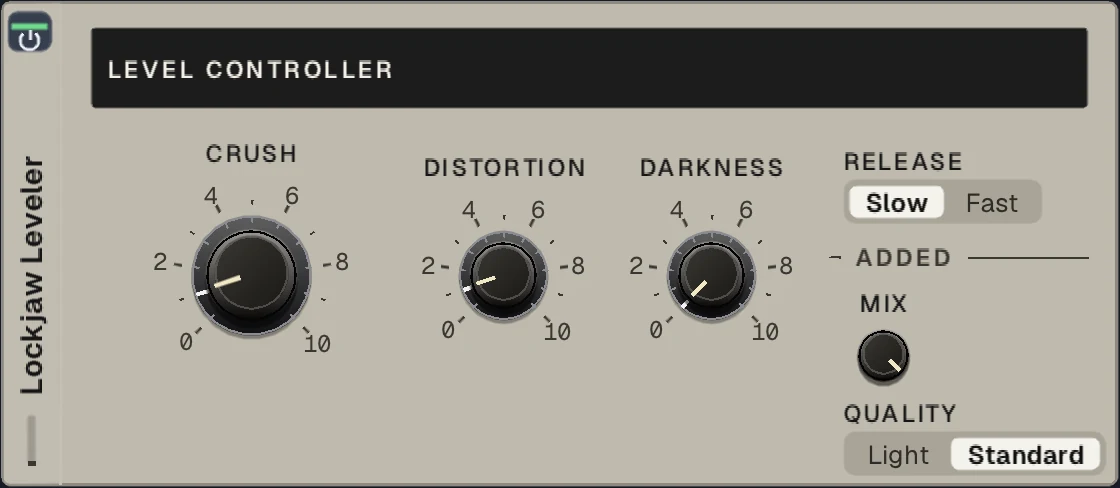 Lockjaw Leveler
LEVEL CONTROLLER
CRUSH
0 2 4 6 8 10
DISTORTION
0 2 4 6 8 10
DARKNESS
0 2 4 6 8 10
RELEASE
Slow Fast
ADDED
MIX
QUALITY
Light Standard